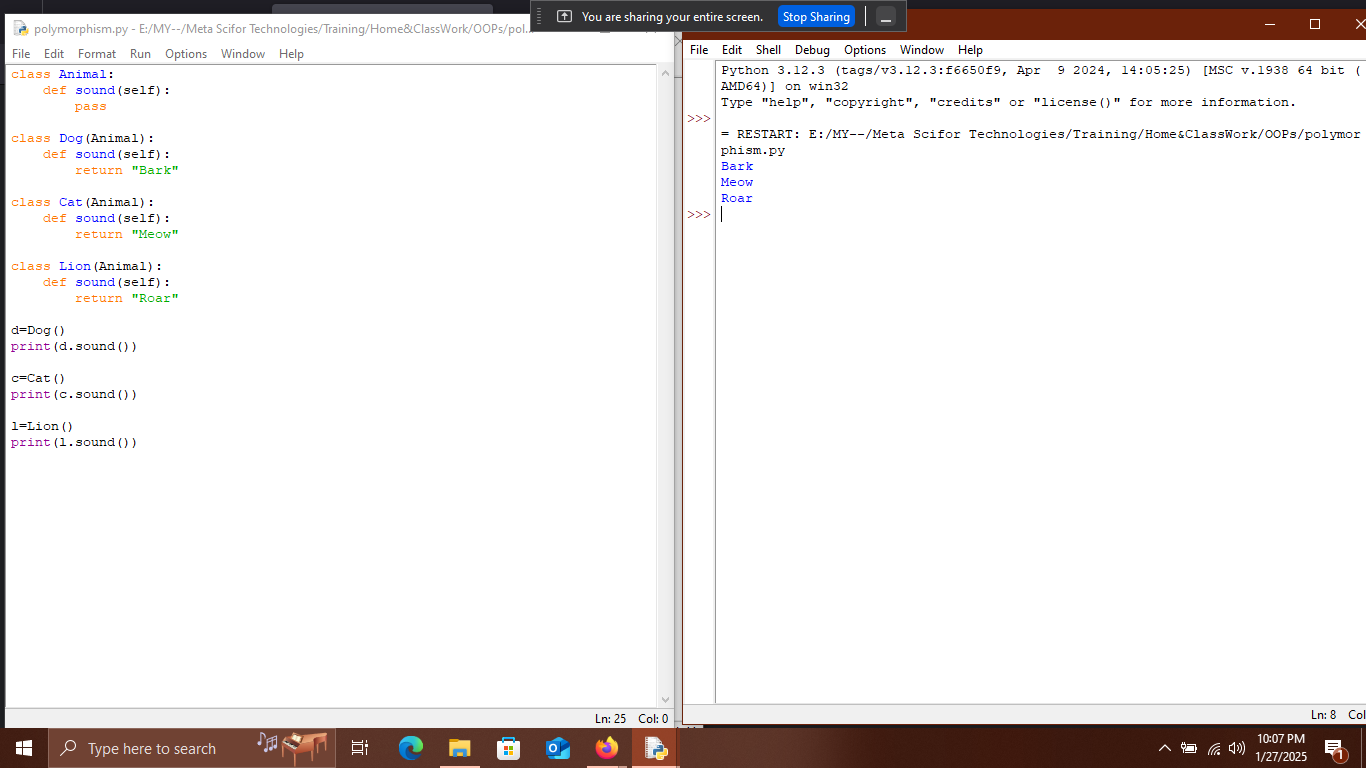 You are sharing your entire screen.
Stop Sharing
polymorphism.py - E:/MY--/Meta Scifor Technologies/Training/Home&ClassWork/OOPs/pol...
File Edit Format Run Options Window Help
class Animal:
    def sound(self):
        pass
class Dog(Animal):
    def sound(self):
        return "Bark"
class Cat(Animal):
    def sound(self):
        return "Meow"
class Lion(Animal):
    def sound(self):
        return "Roar"
d=Dog()
print(d.sound())
c=Cat()
print(c.sound())
l=Lion()
print(l.sound())
Ln: 25 Col: 0
File Edit Shell Debug Options Window Help
Python 3.12.3 (tags/v3.12.3:f6650f9, Apr  9 2024, 14:05:25) [MSC v.1938 64 bit (
AMD64)] on win32
Type "help", "copyright", "credits" or "license()" for more information.
>>>
= RESTART: E:/MY--/Meta Scifor Technologies/Training/Home&ClassWork/OOPs/polymor
phism.py
Bark
Meow
Roar
>>>
Ln: 8 Col
Type here to search
10:07 PM
1/27/2025
1